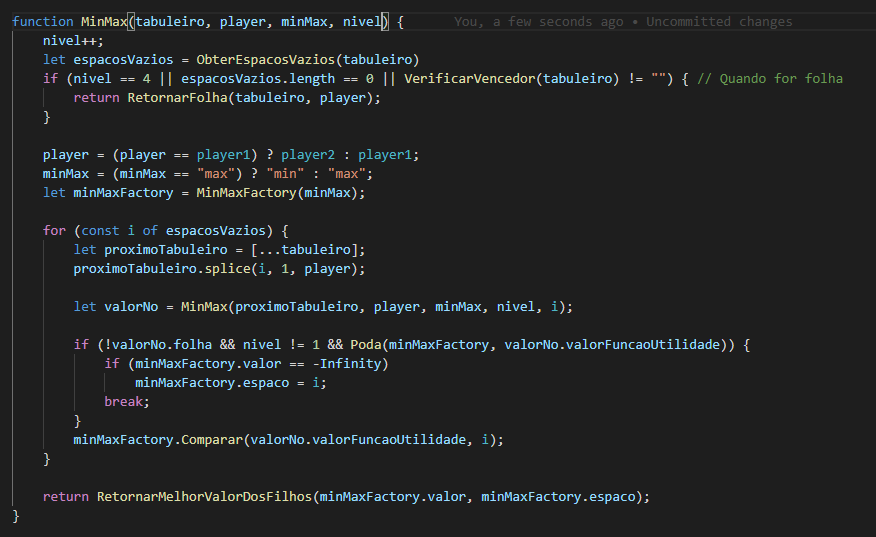 function MinMax(tabuleiro, player, minMax, nivel) { You, a few seconds ago • Uncommitted changes
    nivel++;
    let espacosVazios = ObterEspacosVazios(tabuleiro)
    if (nivel == 4 || espacosVazios.length == 0 || VerificarVencedor(tabuleiro) != "") { // Quando for folha
        return RetornarFolha(tabuleiro, player);
    }
    player = (player == player1) ? player2 : player1;
    minMax = (minMax == "max") ? "min" : "max";
    let minMaxFactory = MinMaxFactory(minMax);
    for (const i of espacosVazios) {
        let proximoTabuleiro = [...tabuleiro];
        proximoTabuleiro.splice(i, 1, player);
        let valorNo = MinMax(proximoTabuleiro, player, minMax, nivel, i);
        if (!valorNo.folha && nivel != 1 && Poda(minMaxFactory, valorNo.valorFuncaoUtilidade)) {
            if (minMaxFactory.valor == -Infinity)
                minMaxFactory.espaco = i;
            break;
        }
        minMaxFactory.Comparar(valorNo.valorFuncaoUtilidade, i);
    }
    return RetornarMelhorValorDosFilhos(minMaxFactory.valor, minMaxFactory.espaco);
}